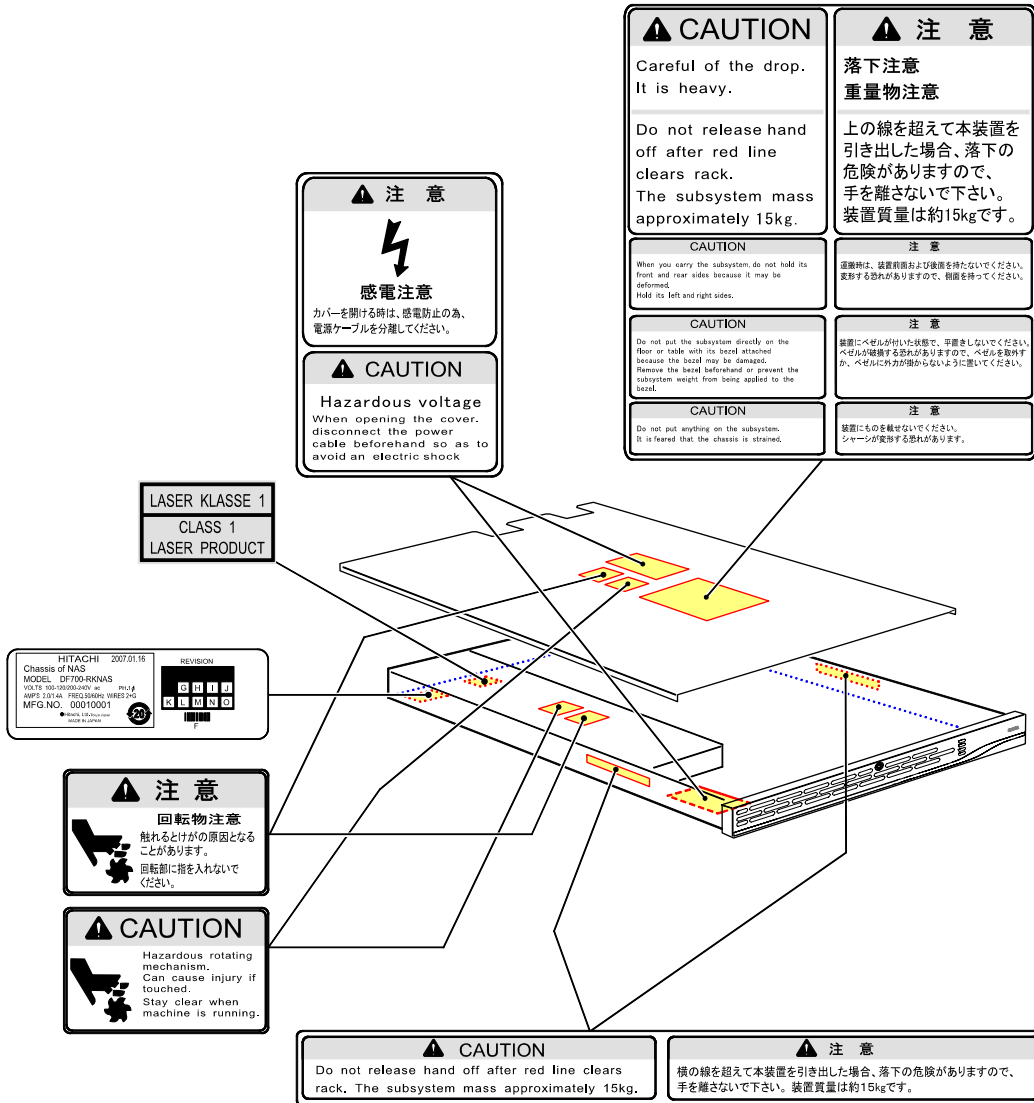 CAUTION
Careful of the drop.
It is heavy.
Do not release hand
off after red line
clears rack.
The subsystem mass
approximately 15kg.
注 意
落下注意
重量物注意
上の線を超えて本装置を
引き出した場合、落下の
危険がありますので、
手を離さないで下さい。
装置質量は約15kgです。
CAUTION
When you carry the subsystem, do not hold its
front and rear sides because it may be
deformed.
Hold its left and right sides.
注 意
運搬時は、装置前面および後面を持たないでください。
変形する恐れがありますので、側面を持ってください。
CAUTION
Do not put the subsystem directly on the
floor or table with its bezel attached
because the bezel may be damaged.
Remove the bezel beforehand or prevent the
subsystem weight from being applied to the
bezel.
注 意
装置にベゼルが付いた状態で、平置きしないでください。
ベゼルが破損する恐れがありますので、ベゼルを取外す
か、ベゼルに外力が掛からないように置いてください。
CAUTION
Do not put anything on the subsystem.
It is feared that the chassis is strained.
注 意
装置にものを載せないでください。
シャーシが変形する恐れがあります。
注 意
感電注意
カバーを開ける時は、感電防止の為、
電源ケーブルを分離してください。
CAUTION
Hazardous voltage
When opening the cover.
disconnect the power
cable beforehand so as to
avoid an electric shock
LASER KLASSE 1
CLASS 1
LASER PRODUCT
HITACHI 2007.01.16
Chassis of NAS
MODEL DF700-RKNAS
VOLTS 100-120/200-240V ac PH.1ϕ
AMPS 2.0/1.4A FREQ.50/60Hz WIRES 2+G
MFG.NO. 00010001
Hitachi, Ltd. Tokyo Japan
MADE IN JAPAN
20
REVISION
G H I J
K L M N O
F
注 意
回転物注意
触れるとけがの原因となる
ことがあります。
回転部に指を入れないで
ください。
CAUTION
Hazardous rotating
mechanism.
Can cause injury if
touched.
Stay clear when
machine is running.
CAUTION
Do not release hand off after red line clears
rack. The subsystem mass approximately 15kg.
注 意
横の線を超えて本装置を引き出した場合、落下の危険がありますので、
手を離さないで下さい。装置質量は約15kgです。